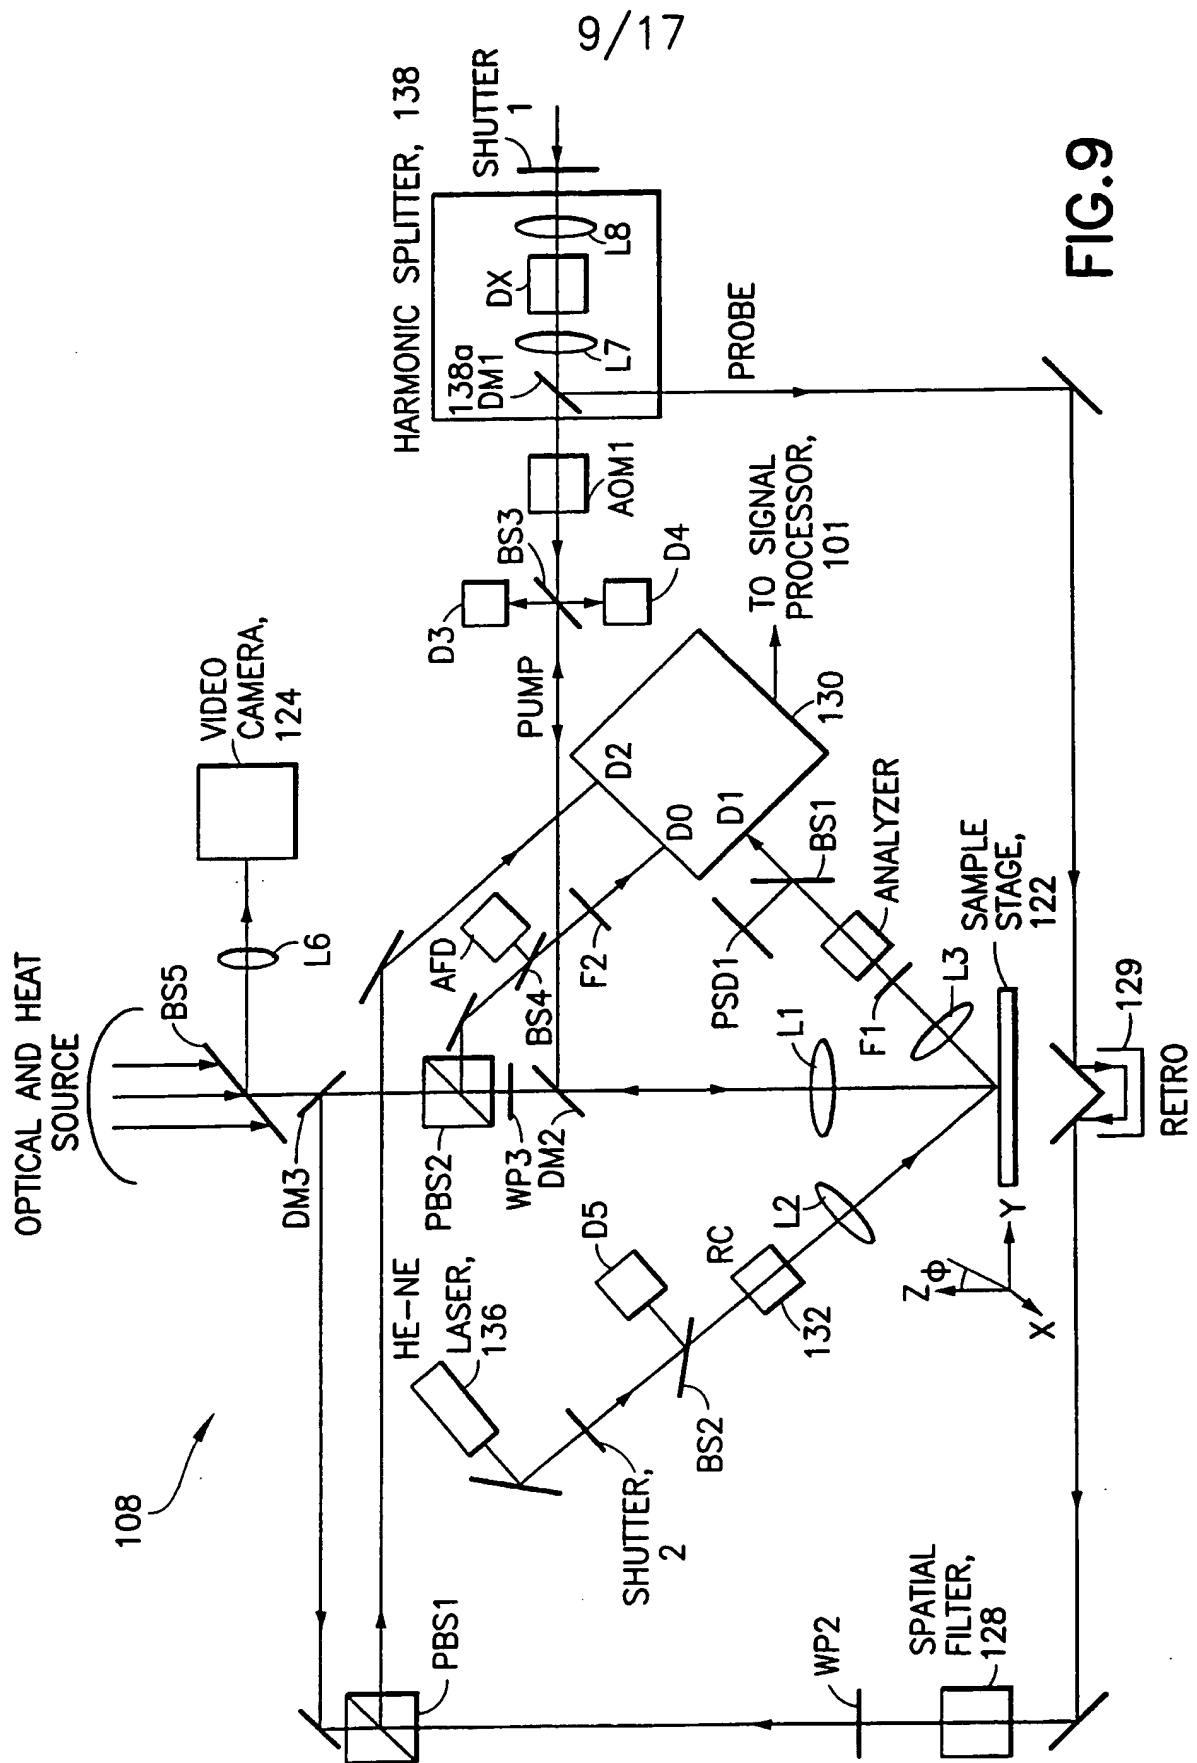 9/17
OPTICAL AND HEAT
SOURCE
BS5
VIDEO
CAMERA,
124
L6
DM3
HARMONIC SPLITTER, 138
SHUTTER
1
138a
DM1
DX
L7
L8
AOM1
BS3
D3
D4
PUMP
PROBE
TO SIGNAL
PROCESSOR,
101
130
D2
D0
D1
AFD
BS4
F2
PBS2
WP3
DM2
BS1
PSD1
ANALYZER
F1
L3
L1
SAMPLE
STAGE,
122
129
RETRO
HE-NE
LASER,
136
D5
RC
132
L2
BS2
SHUTTER,
2
Z
Φ
Y
X
108
PBS1
WP2
SPATIAL
FILTER,
128
FIG.9